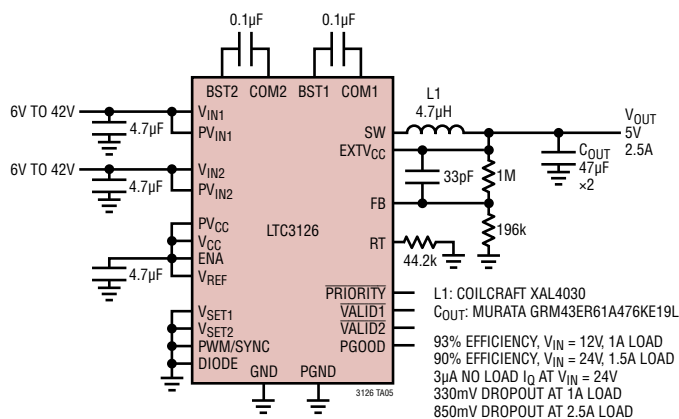 0.1µF 0.1µF
BST2 COM2 BST1 COM1
6V TO 42V
4.7µF
VIN1
PVIN1
6V TO 42V
4.7µF
VIN2
PVIN2
4.7µF
PVCC
VCC
ENA
VREF
VSET1
VSET2
PWM/SYNC
DIODE
LTC3126
GND PGND
SW
EXTVCC
FB
RT
PRIORITY
VALID1
VALID2
PGOOD
L1
4.7µH
33pF
1M
196k
44.2k
VOUT
5V
2.5A
COUT
47µF
×2
L1: COILCRAFT XAL4030
COUT: MURATA GRM43ER61A476KE19L
93% EFFICIENCY, VIN = 12V, 1A LOAD
90% EFFICIENCY, VIN = 24V, 1.5A LOAD
3µA NO LOAD IQ AT VIN = 24V
330mV DROPOUT AT 1A LOAD
850mV DROPOUT AT 2.5A LOAD
3126 TA05